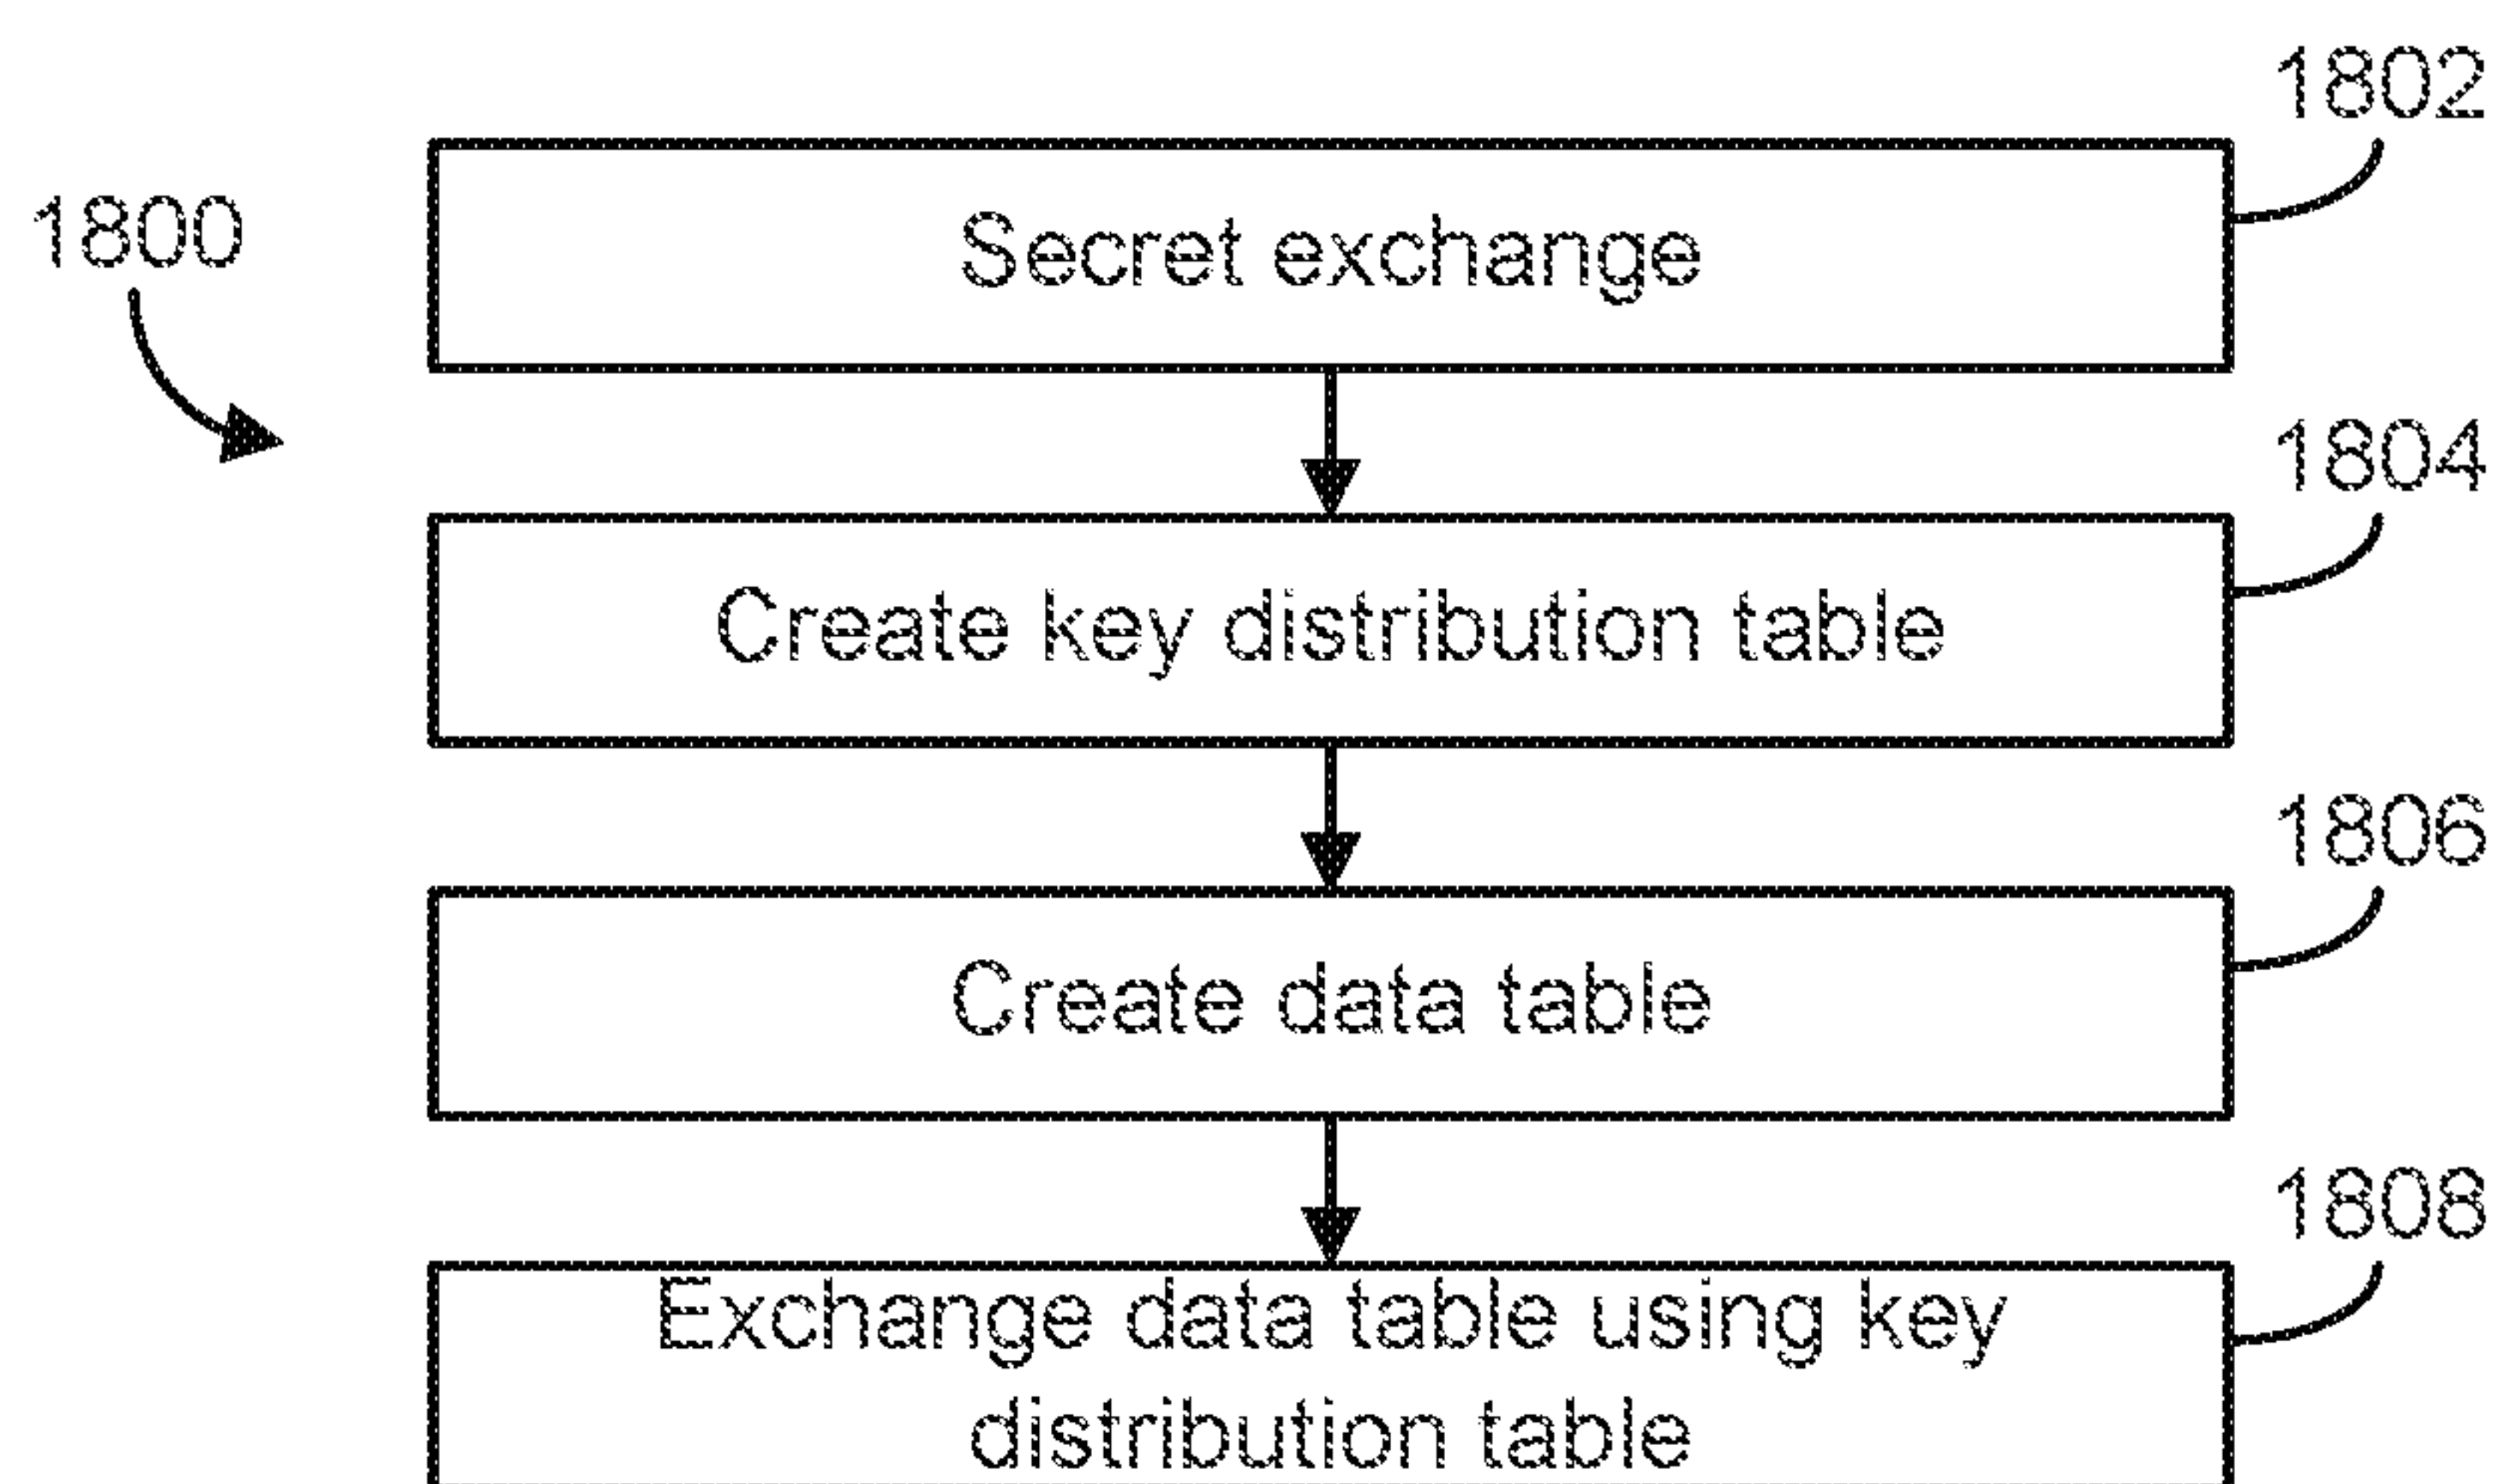 1802
1800
Secret exchange
1804
Create key distribution table
1806
Create data table
1808
Exchange data table using key
distribution table